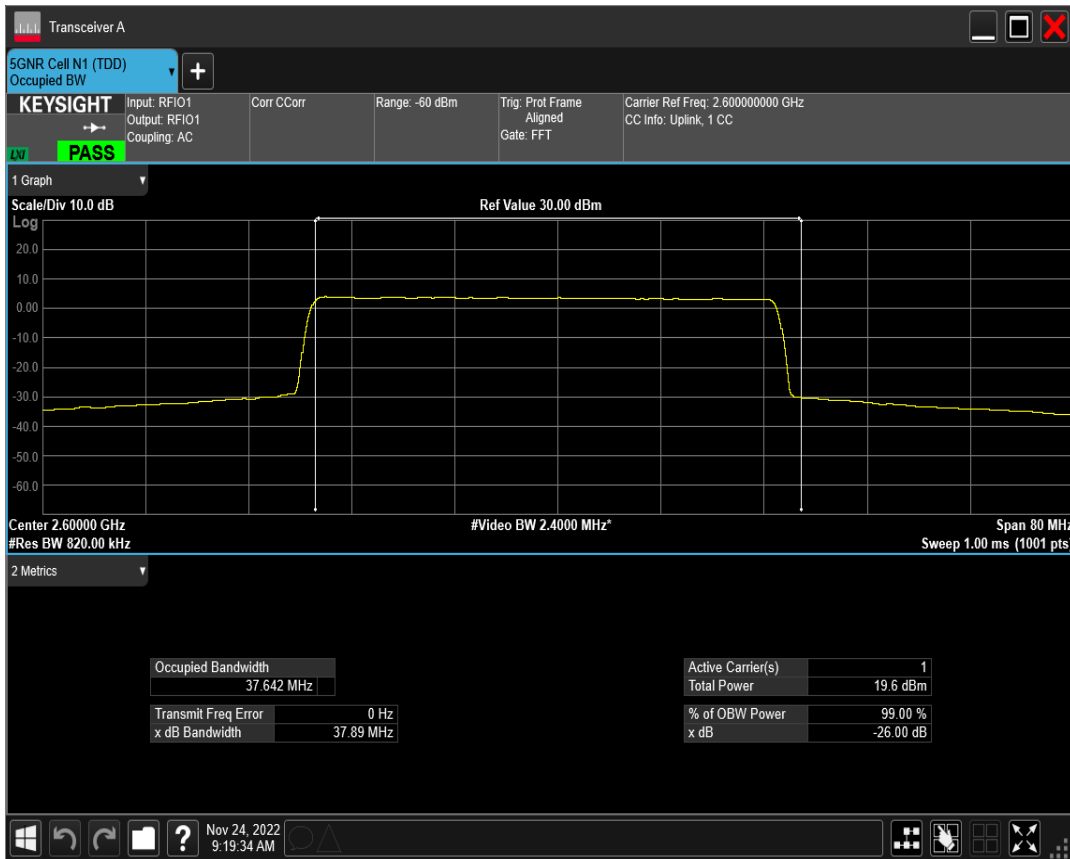 Transceiver A
5GNR Cell N1 (TDD)
Occupied BW
+
KEYSIGHT
LXI
PASS
Input: RFIO1
Output: RFIO1
Coupling: AC
Corr CCorr
Range: -60 dBm
Trig: Prot Frame
Aligned
Gate: FFT
Carrier Ref Freq: 2.600000000 GHz
CC Info: Uplink, 1 CC
1 Graph
Scale/Div 10.0 dB
Ref Value 30.00 dBm
Log
20.0
10.0
0.00
-10.0
-20.0
-30.0
-40.0
-50.0
-60.0
Center 2.60000 GHz
#Video BW 2.4000 MHz*
Span 80 MHz
#Res BW 820.00 kHz
Sweep 1.00 ms (1001 pts)
2 Metrics
Occupied Bandwidth
37.642 MHz
Transmit Freq Error 0 Hz
x dB Bandwidth 37.89 MHz
Active Carrier(s) 1
Total Power 19.6 dBm
% of OBW Power 99.00 %
x dB -26.00 dB
?
Nov 24, 2022
9:19:34 AM